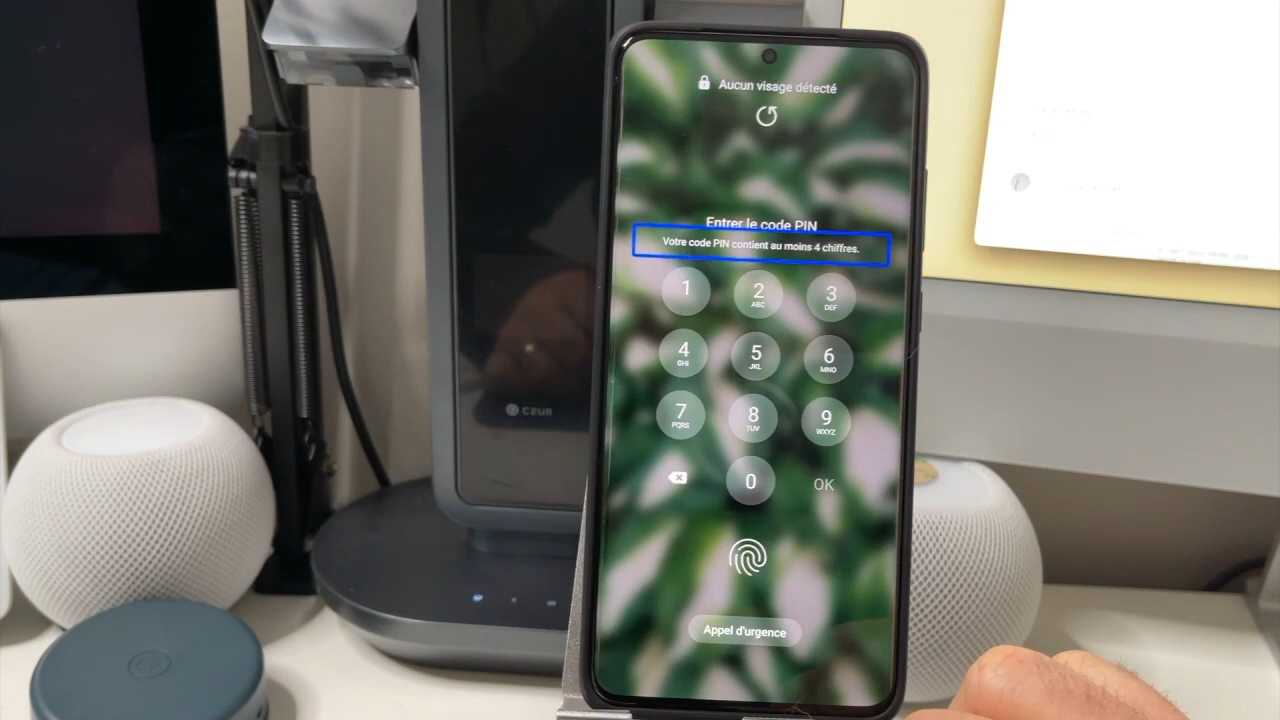 Aucun visage détecté
Entrer le code PIN
Votre code PIN contient au moins 4 chiffres.
1
2
ABC
3
DEF
4
GHI
5
JKL
6
MNO
7
PQRS
8
TUV
9
WXYZ
0
OK
Appel d'urgence
CZUR